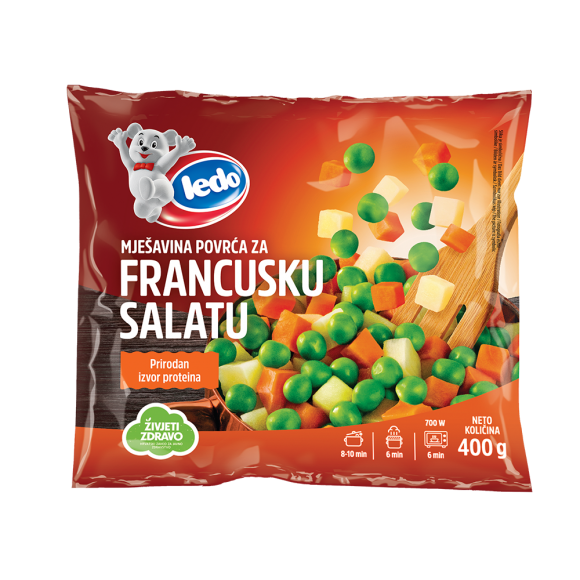 ledo
MJEŠAVINA POVRĆA ZA
FRANCUSKU
SALATU
Prirodan
izvor proteina
ŽIVJETI
ZDRAVO
8-10 min
6 min
700 W
6 min
NETO
KOLIČINA
400 g